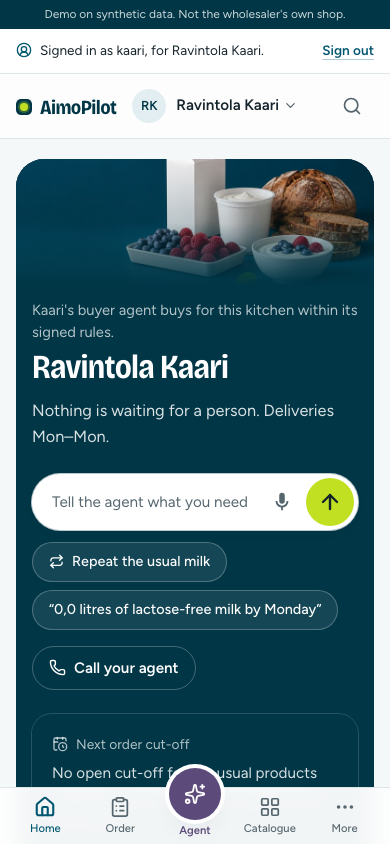 Demo on synthetic data. Not the wholesaler's own shop.
Signed in as kaari, for Ravintola Kaari. Sign out
AimoPilot RK Ravintola Kaari
Kaari's buyer agent buys for this kitchen within its
signed rules.
Ravintola Kaari
Nothing is waiting for a person. Deliveries
Mon–Mon.
Tell the agent what you need
Repeat the usual milk
“0,0 litres of lactose-free milk by Monday”
Call your agent
Next order cut-off
No open cut-off usual products
Home Order Agent Catalogue More